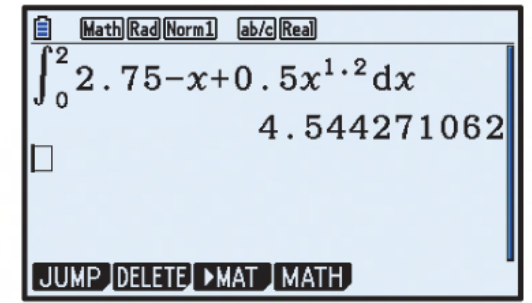 Math Rad Norm1 ab/c Real
∫₀² 2.75-x+0.5x^1.2 dx
4.544271062
JUMP DELETE ▶MAT MATH